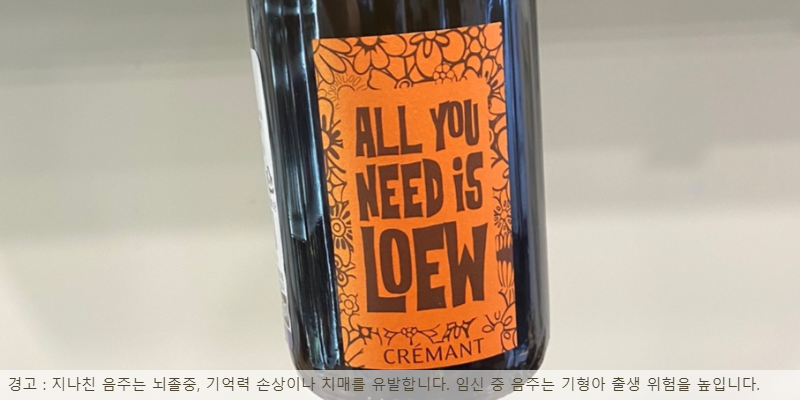 ALL YOU
NEED iS
LOEW
CRÉMANT
경고 : 지나친 음주는 뇌졸중, 기억력 손상이나 치매를 유발합니다. 임신 중 음주는 기형아 출생 위험을 높입니다.